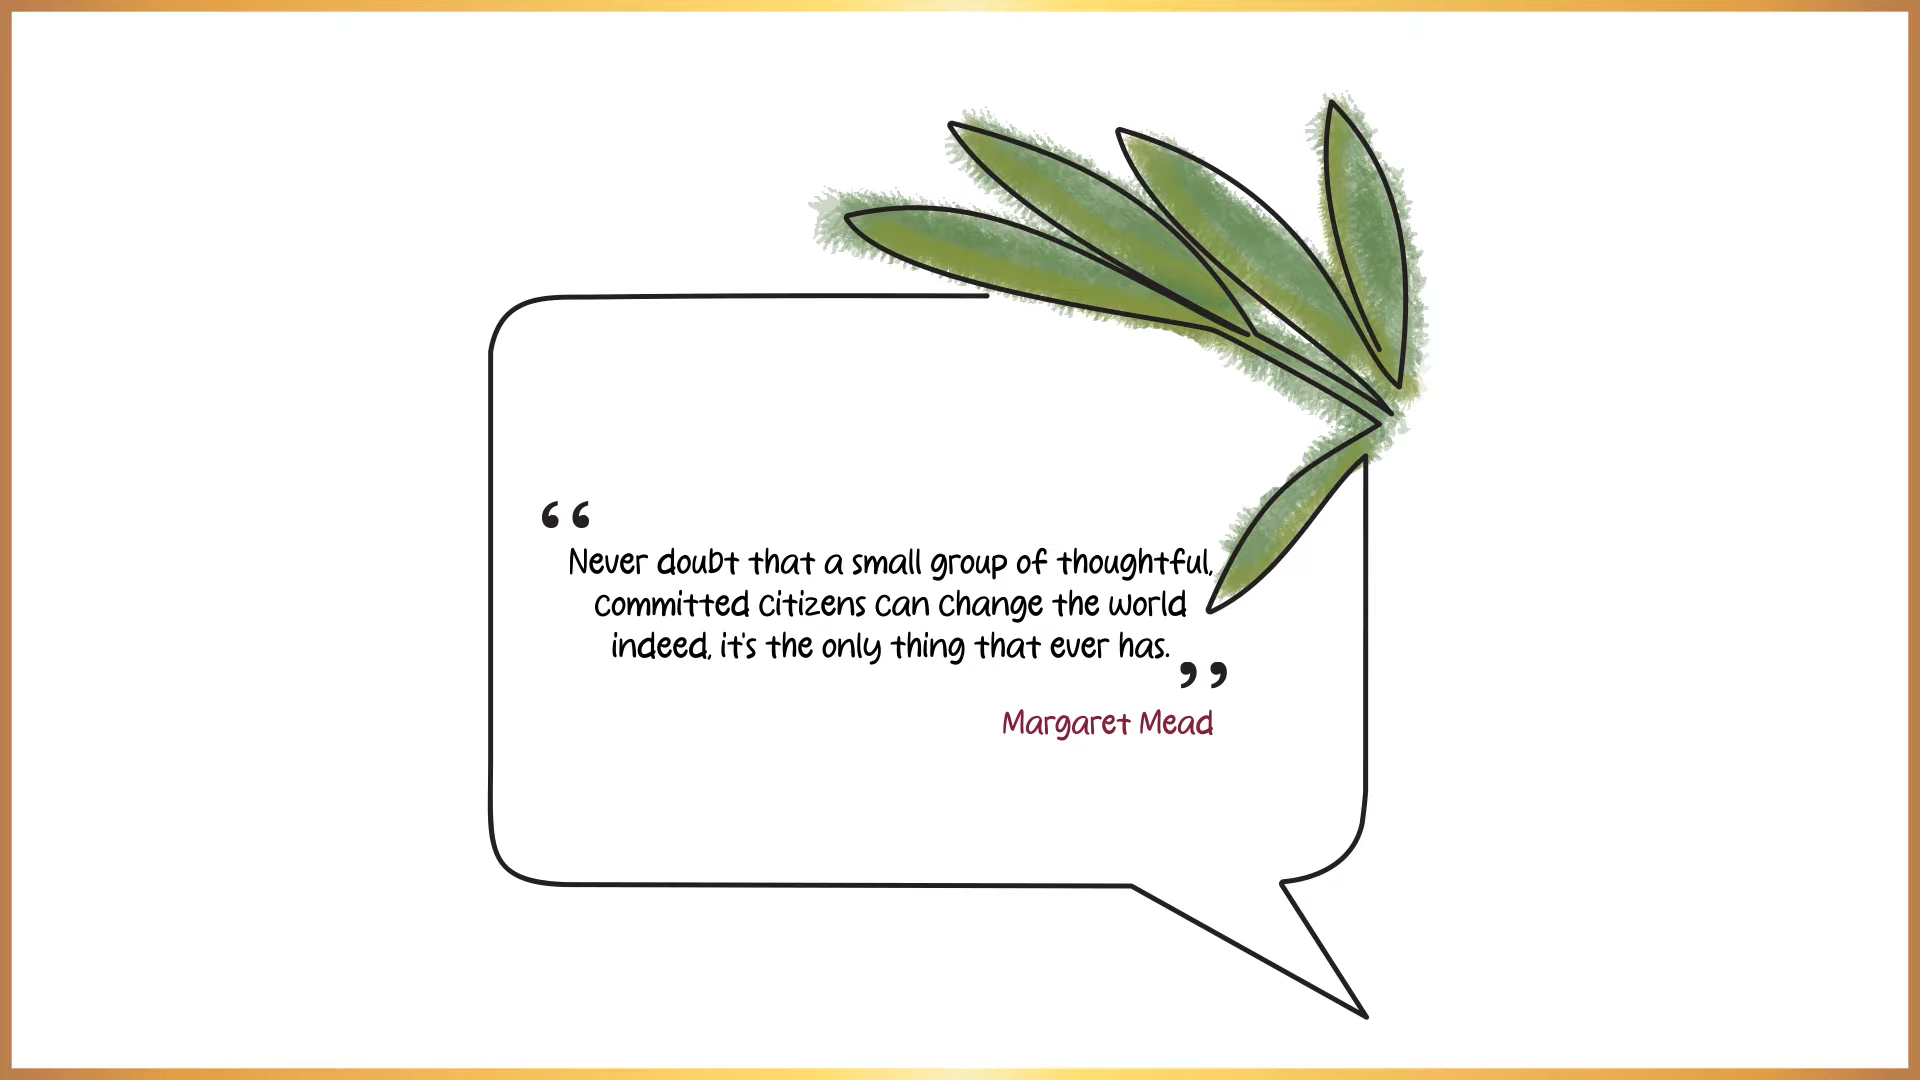 “
Never doubt that a small group of thoughtful,
committed citizens can change the world
indeed, it's the only thing that ever has.
”
Margaret Mead